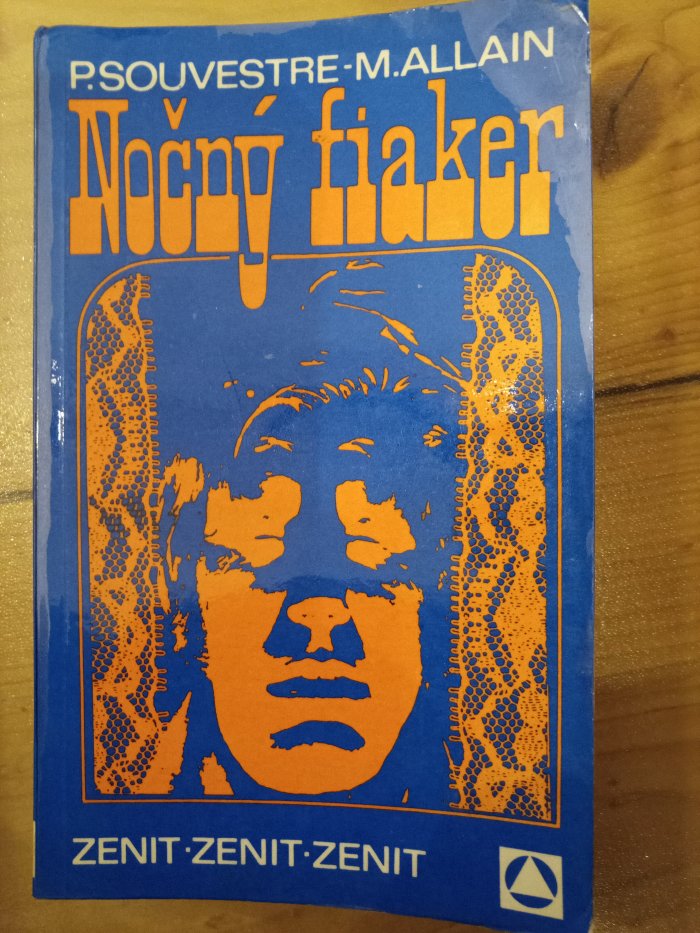 P.SOUVESTRE-M.ALLAIN
Nočný fiaker
ZENIT·ZENIT·ZENIT